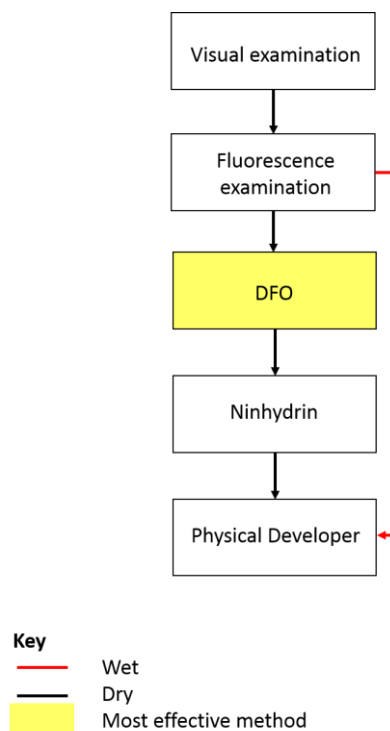 Visual examination
Fluorescence
examination
DFO
Ninhydrin
Physical Developer
Key
Wet
Dry
Most effective method